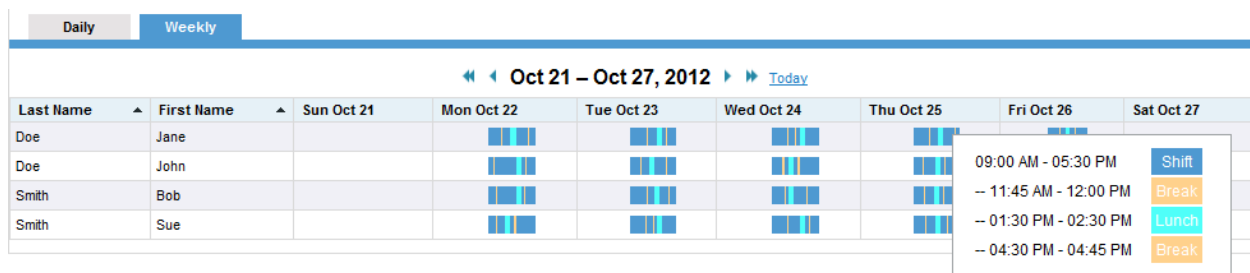 Daily Weekly
Oct 21 – Oct 27, 2012 Today
Last Name First Name Sun Oct 21 Mon Oct 22 Tue Oct 23 Wed Oct 24 Thu Oct 25 Fri Oct 26 Sat Oct 27
Doe Jane
Doe John
Smith Bob
Smith Sue
09:00 AM - 05:30 PM Shift
-- 11:45 AM - 12:00 PM Break
-- 01:30 PM - 02:30 PM Lunch
-- 04:30 PM - 04:45 PM Break